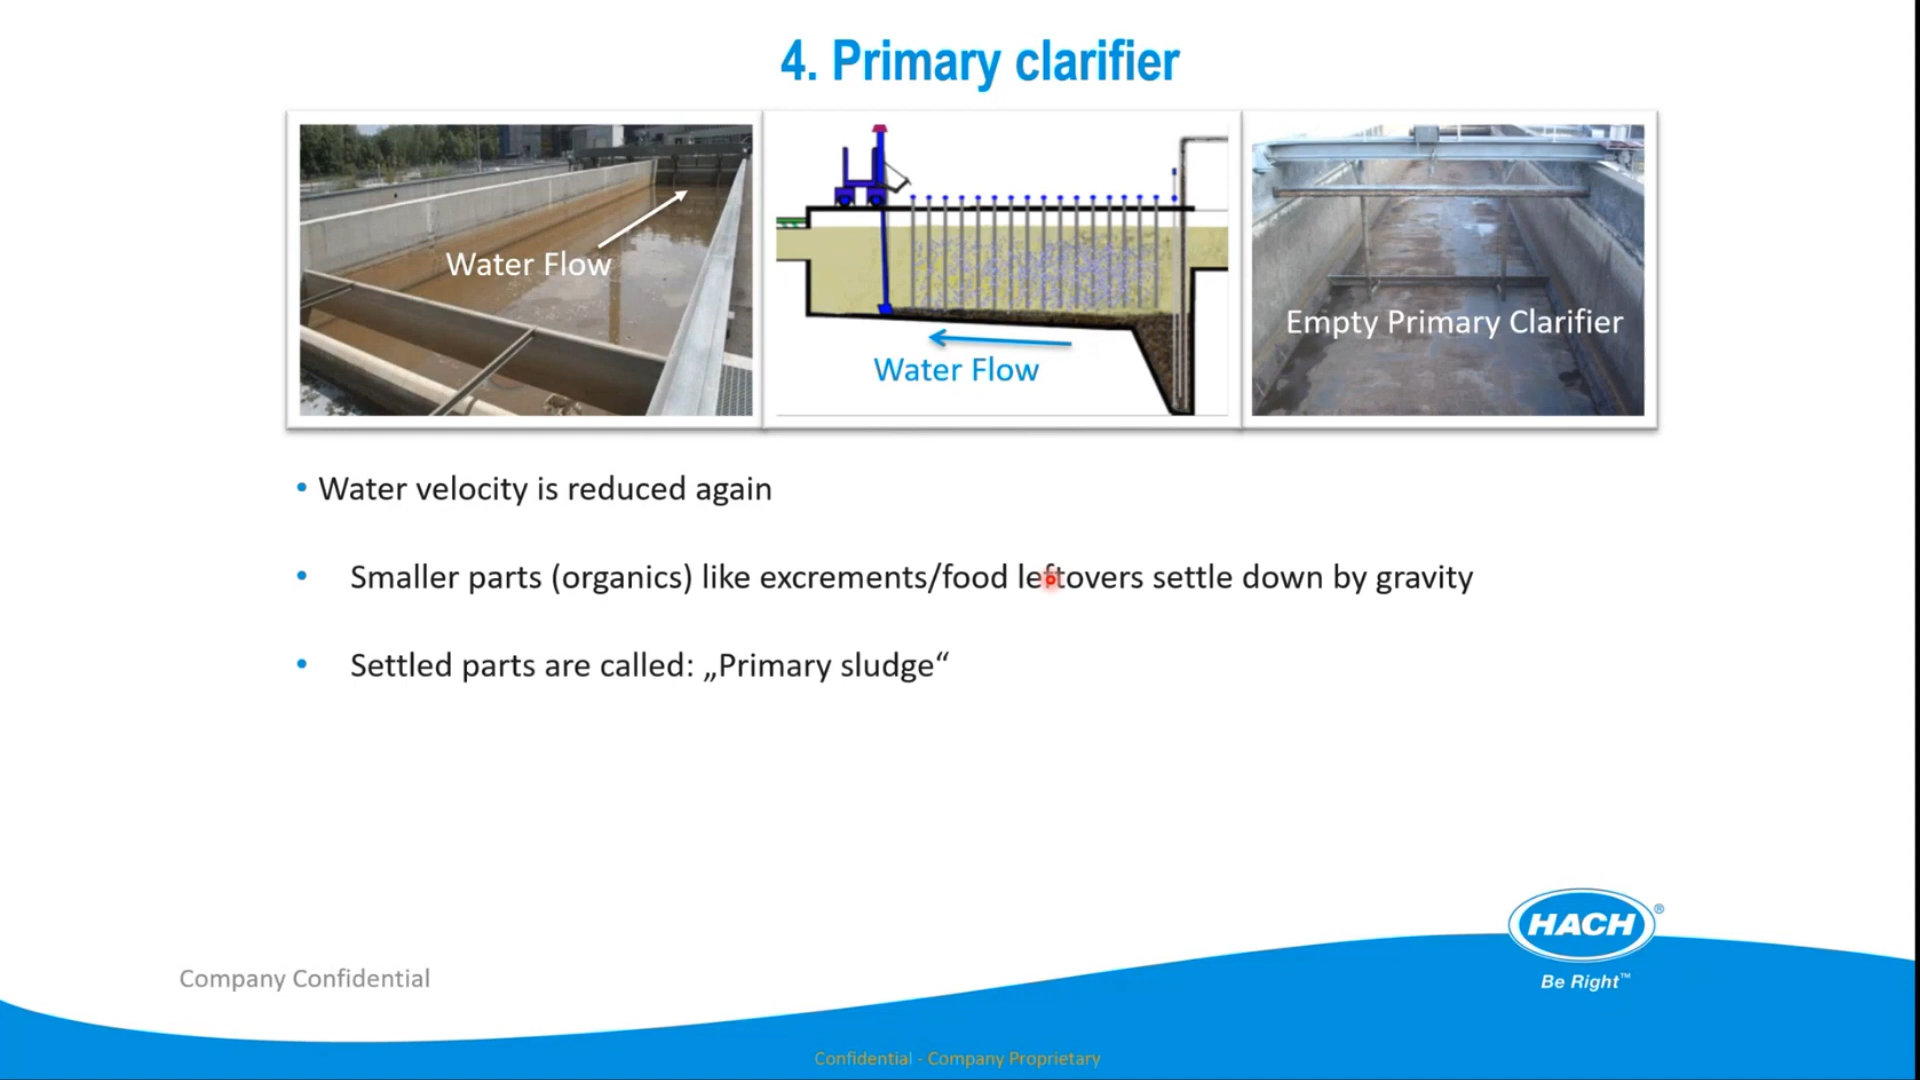 4. Primary clarifier
Water Flow
Water Flow
Empty Primary Clarifier
• Water velocity is reduced again
• Smaller parts (organics) like excrements/food leftovers settle down by gravity
• Settled parts are called: „Primary sludge“
HACH®
Be Right™
Company Confidential
Confidential - Company Proprietary